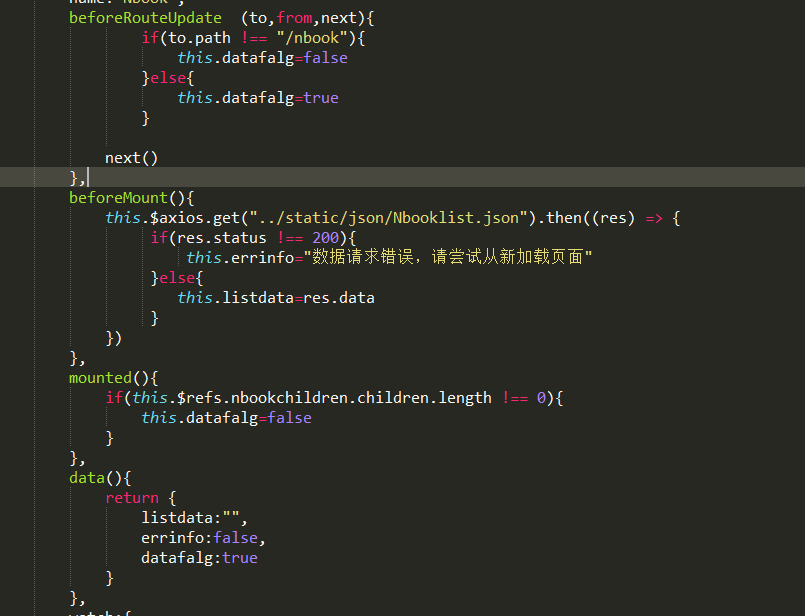 name:"Nbook",
beforeRouteUpdate  (to,from,next){
if(to.path !== "/nbook"){
this.datafalg=false
}else{
this.datafalg=true
}
next()
},
beforeMount(){
this.$axios.get("../static/json/Nbooklist.json").then((res) => {
if(res.status !== 200){
this.errinfo="数据请求错误，请尝试从新加载页面"
}else{
this.listdata=res.data
}
})
},
mounted(){
if(this.$refs.nbookchildren.children.length !== 0){
this.datafalg=false
}
},
data(){
return {
listdata:"",
errinfo:false,
datafalg:true
}
},
watch:{